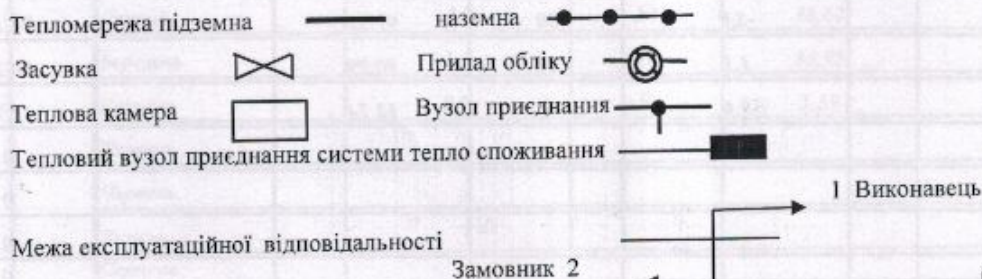 Тепломережа підземна наземна
Засувка Прилад обліку
Теплова камера Вузол приєднання
Тепловий вузол приєднання системи тепло споживання
1 Виконавець
Межа експлуатаційної відповідальності
Замовник 2